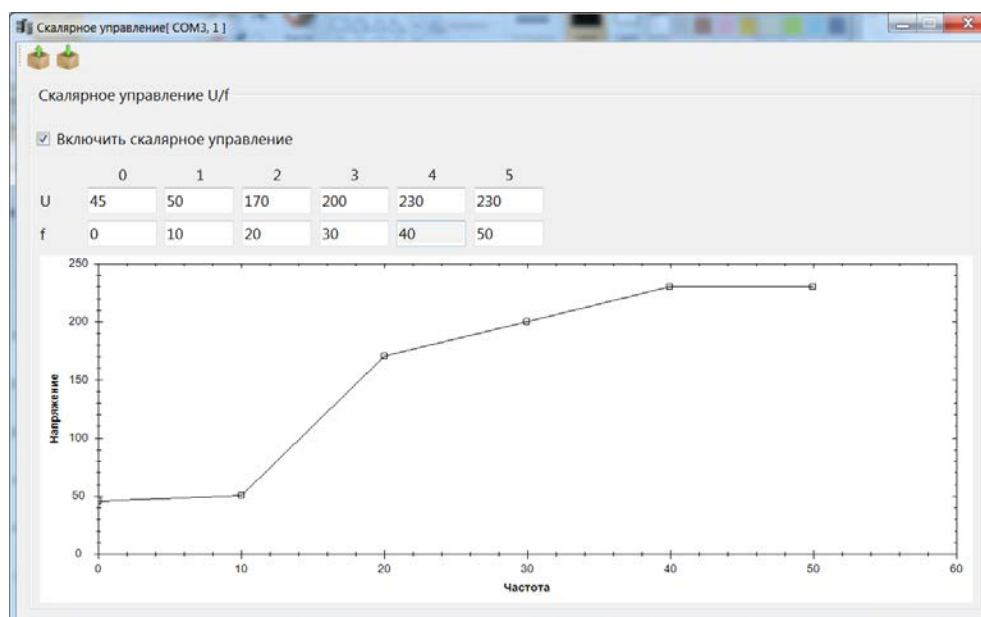 Скалярное управление[ COM3, 1 ]
Скалярное управление U/f
Включить скалярное управление
0 1 2 3 4 5
U 45 50 170 200 230 230
f 0 10 20 30 40 50
250
200
150
100
50
0
Напряжение
0 10 20 30 40 50 60
Частота